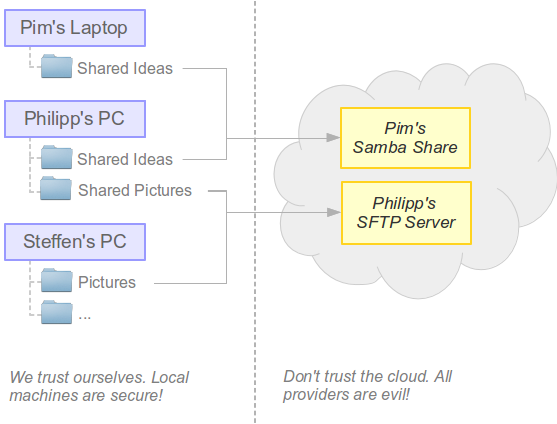 Pim's Laptop
Shared Ideas
Philipp's PC
Shared Ideas
Shared Pictures
Steffen's PC
Pictures
...
Pim's
Samba Share
Philipp's
SFTP Server
We trust ourselves. Local
machines are secure!
Don't trust the cloud. All
providers are evil!